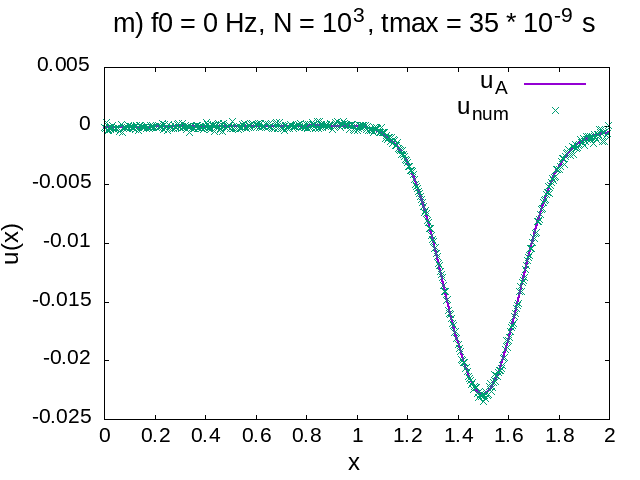 m) f0 = 0 Hz, N = 10³, tmax = 35 * 10⁻⁹ s
0.005
0
-0.005
-0.01
-0.015
-0.02
-0.025
u(x)
u_A
u_num
0 0.2 0.4 0.6 0.8 1 1.2 1.4 1.6 1.8 2
x